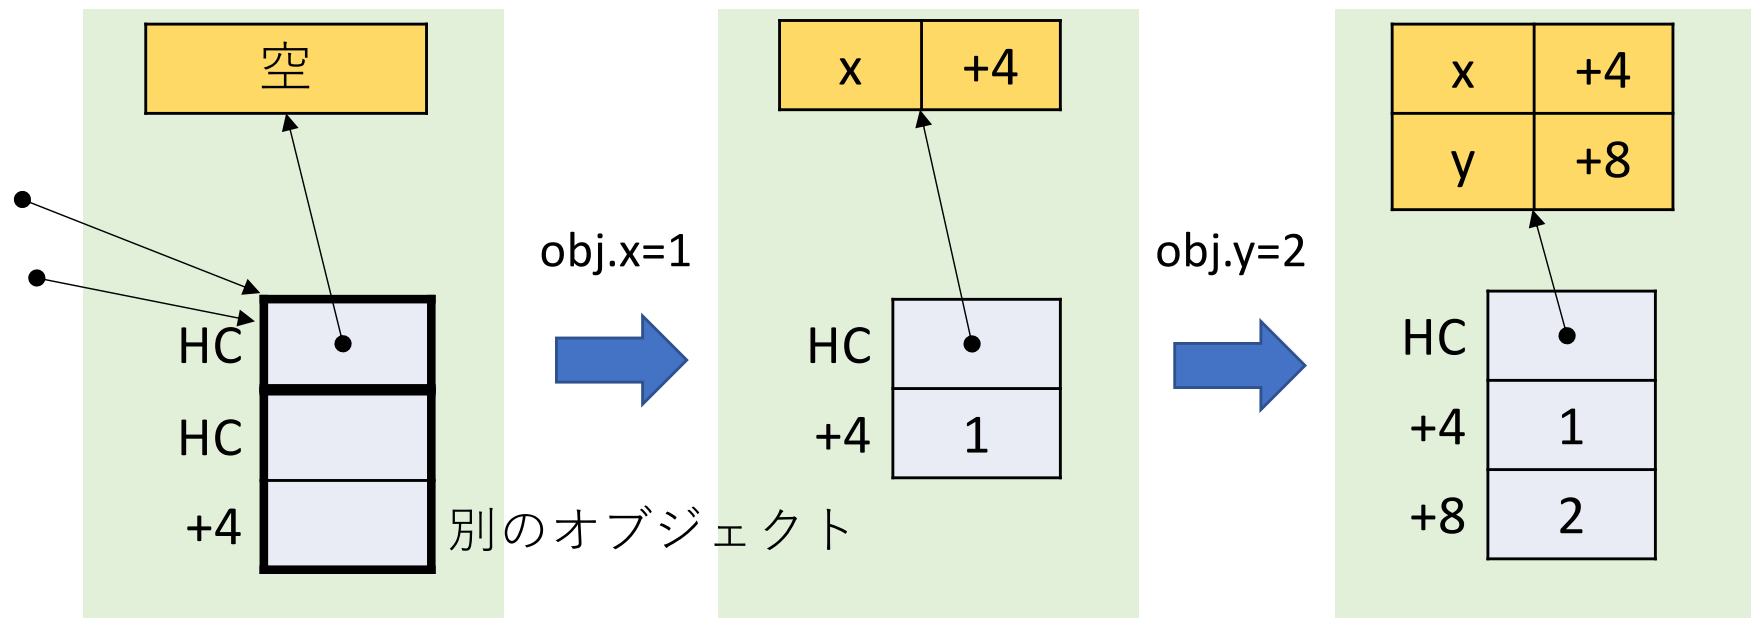 空
HC
HC
+4
別のオブジェクト
obj.x=1
x +4
HC
+4 1
obj.y=2
x +4
y +8
HC
+4 1
+8 2